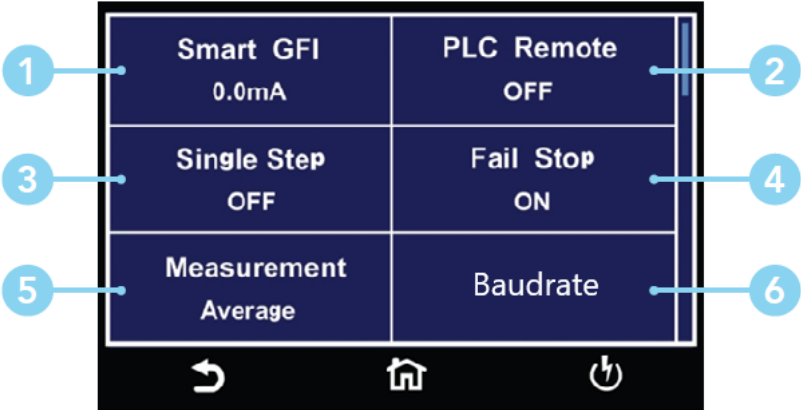 Smart GFI
0.0mA
PLC Remote
OFF
1
2
Single Step
OFF
Fail Stop
ON
3
4
Measurement
Average
Baudrate
5
6